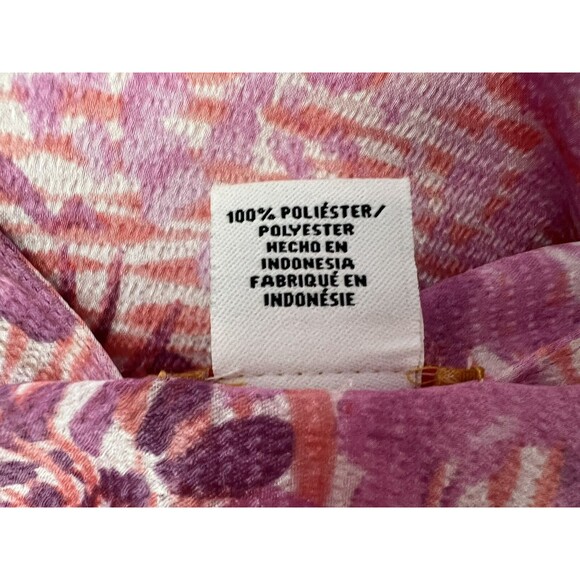 100% POLIÉSTER/
POLYESTER
HECHO EN
INDONESIA
FABRIQUÉ EN
INDONÉSIE